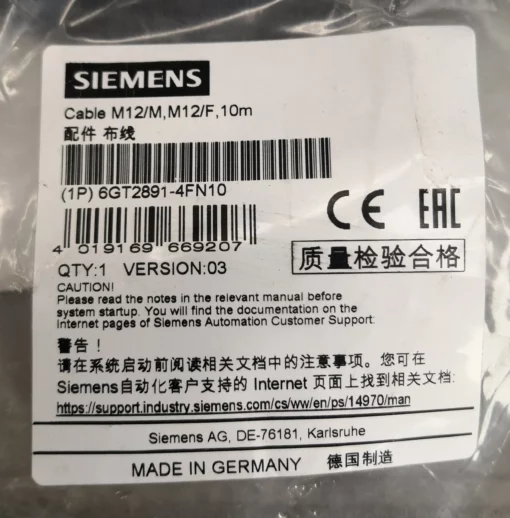 SIEMENS
Cable M12/M,M12/F,10m
配件 布线
(1P) 6GT2891-4FN10
4 019169 669207
QTY:1 VERSION:03
CE EAC
质量检验合格
CAUTION!
Please read the notes in the relevant manual before
system startup. You will find the documentation on the
Internet pages of Siemens Automation Customer Support:
警告！
请在系统启动前阅读相关文档中的注意事项。您可在
Siemens自动化客户支持的 Internet 页面上找到相关文档:
https://support.industry.siemens.com/cs/ww/en/ps/14970/man
Siemens AG, DE-76181, Karlsruhe
MADE IN GERMANY 德国制造